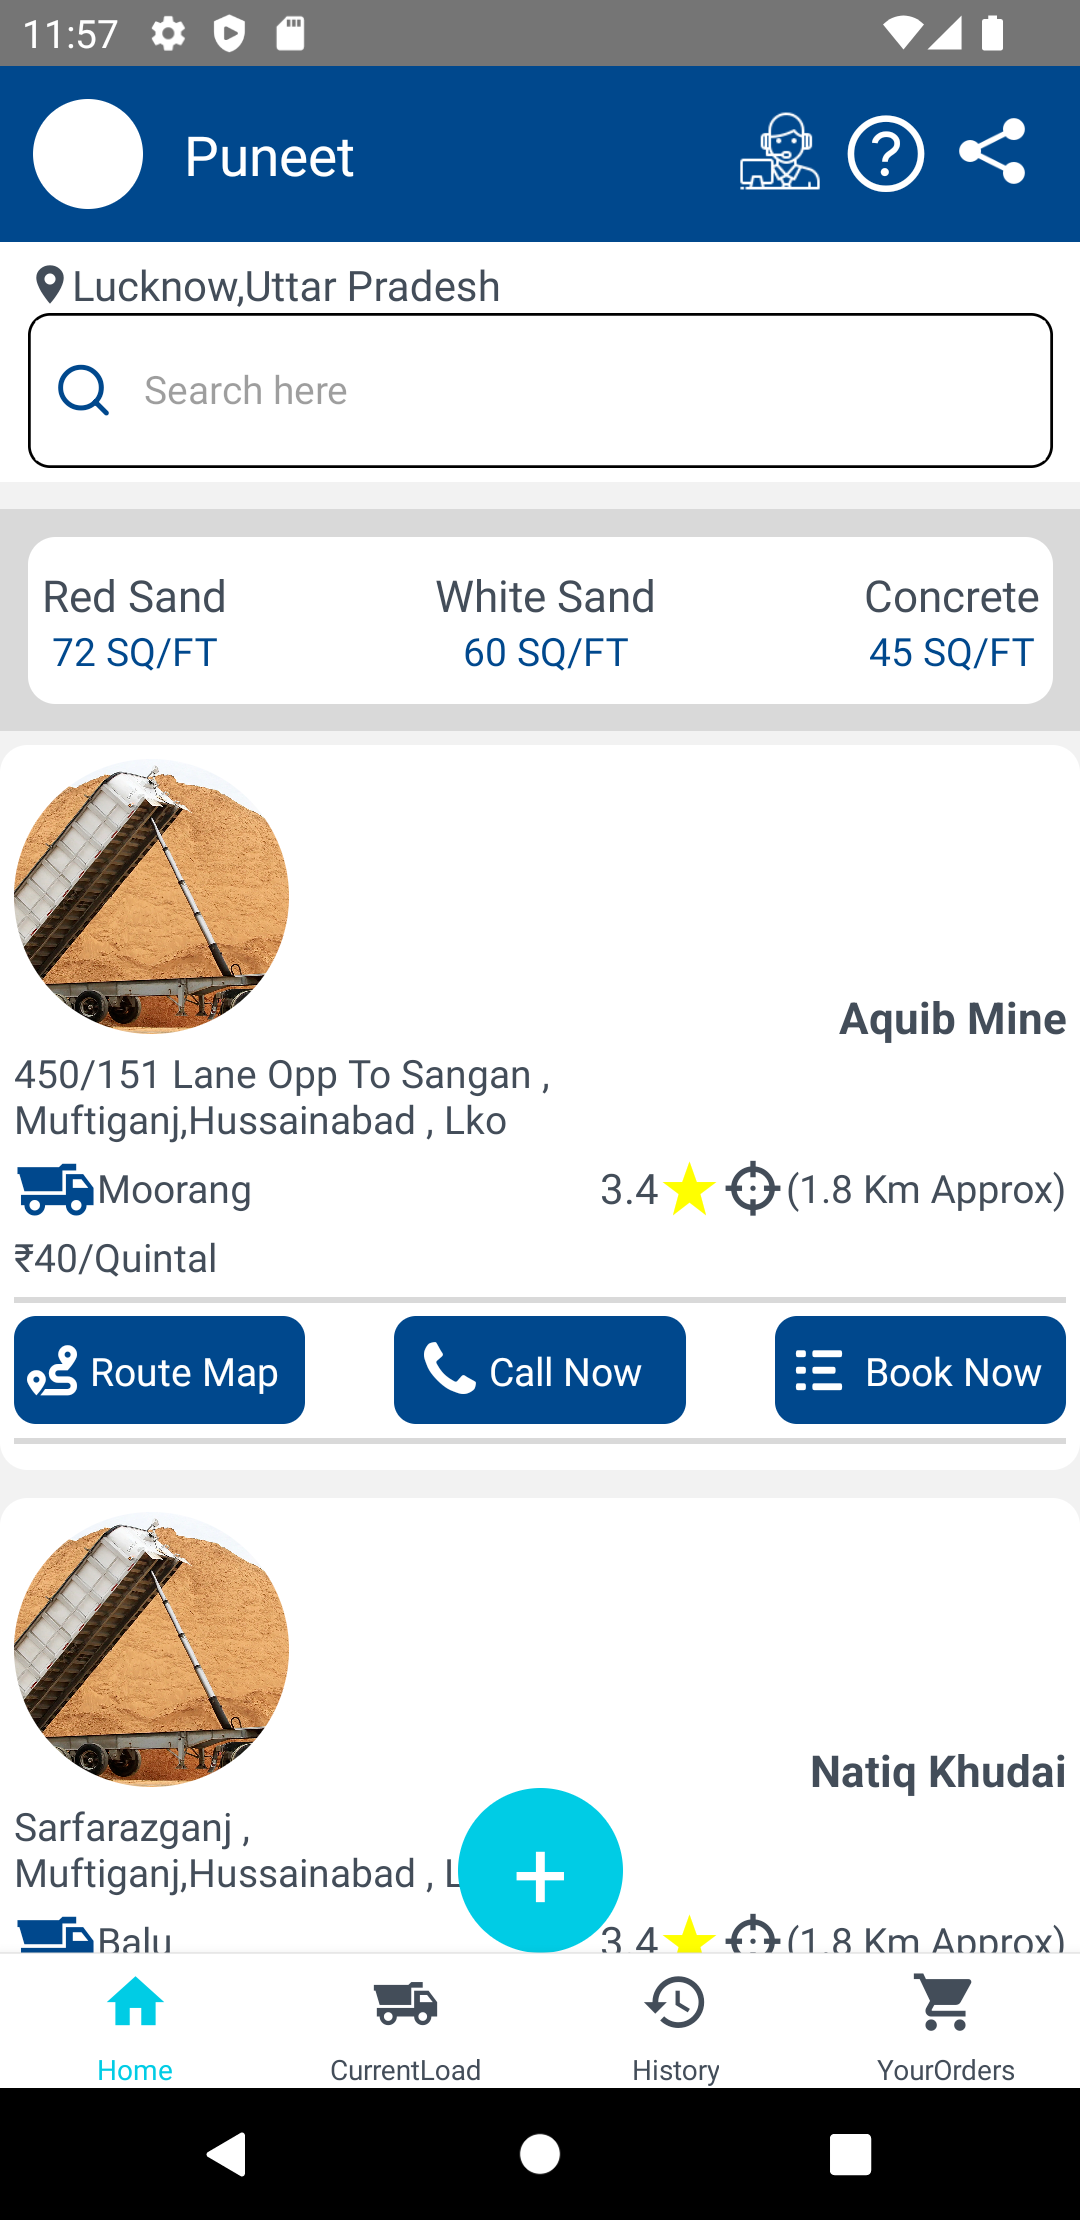 11:57
Puneet
Lucknow,Uttar Pradesh
Search here
Red Sand White Sand Concrete
72 SQ/FT 60 SQ/FT 45 SQ/FT
Aquib Mine
450/151 Lane Opp To Sangan ,
Muftiganj,Hussainabad , Lko
Moorang 3.4 (1.8 Km Approx)
₹40/Quintal
Route Map Call Now Book Now
Natiq Khudai
Sarfarazganj ,
Muftiganj,Hussainabad , L
Balu 3.4 (1.8 Km Approx)
Home CurrentLoad History YourOrders